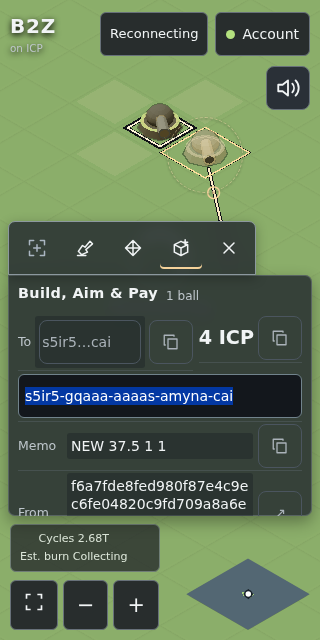 B2Z
on ICP
Reconnecting
Account
Build, Aim & Pay 1 ball
To s5ir5...cai 4 ICP
s5ir5-gqaaa-aaaas-amyna-cai
Memo NEW 37.5 1 1
f6a7fde8fed980f87e4c9e
c6fe04820c9fd709a8a6e
From
Cycles 2.68T
Est. burn Collecting